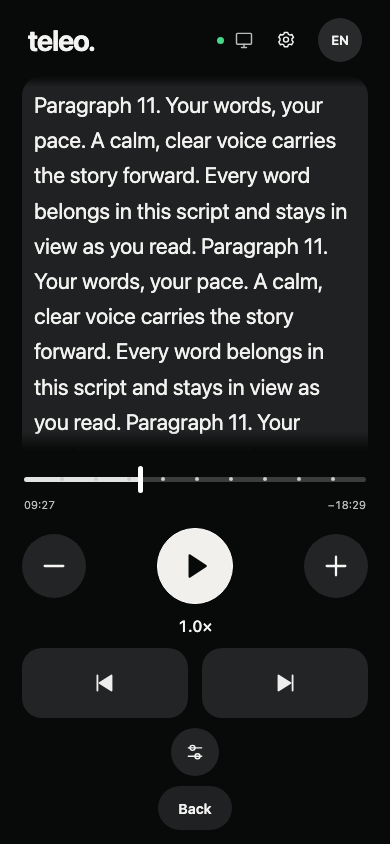 teleo.
EN
Paragraph 11. Your words, your
pace. A calm, clear voice carries
the story forward. Every word
belongs in this script and stays in
view as you read. Paragraph 11.
Your words, your pace. A calm,
clear voice carries the story
forward. Every word belongs in
this script and stays in view as
you read. Paragraph 11. Your
09:27
−18:29
1.0×
Back